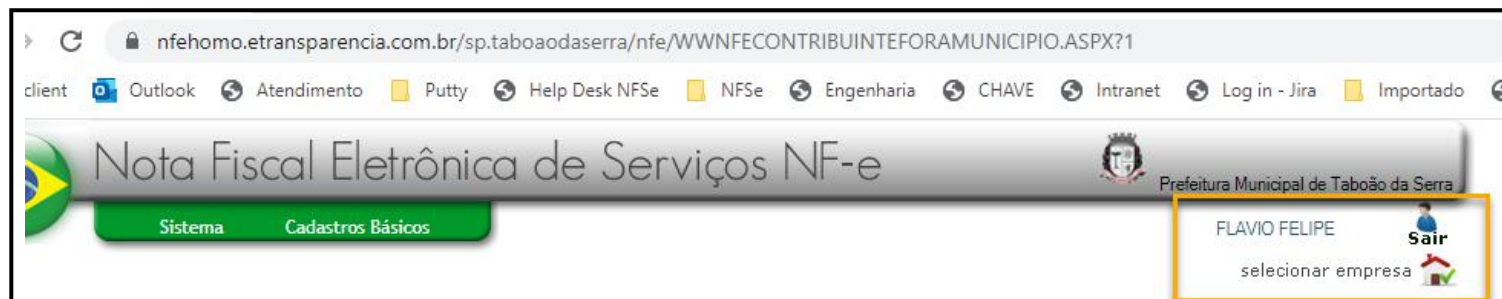 nfehomo.etransparencia.com.br/sp.taboaodaserra/nfe/WWNFECONTRIBUINTEFORAMUNICIPIO.ASPX?1
client Outlook Atendimento Putty Help Desk NFSe NFSe Engenharia CHAVE Intranet Log in - Jira Importado
Nota Fiscal Eletrônica de Serviços NF-e
Prefeitura Municipal de Taboão da Serra
Sistema Cadastros Básicos
FLAVIO FELIPE Sair
selecionar empresa